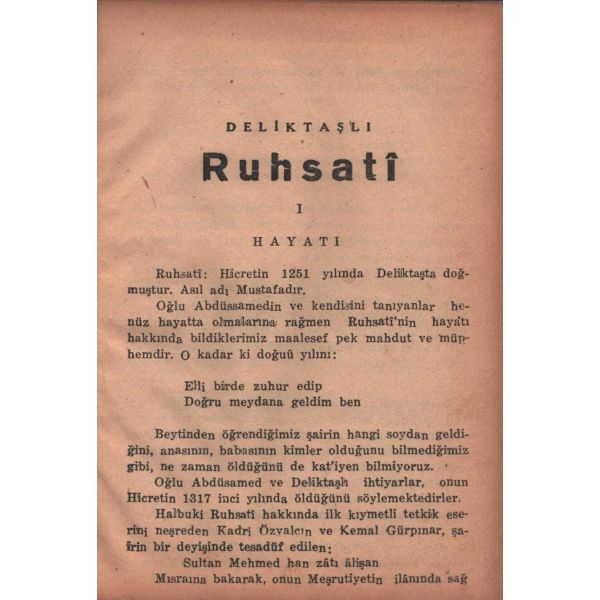 DELİKTAŞLI
Ruhsatî
I
HAYATI
Ruhsatî: Hicretin 1251 yılında Deliktaşta doğ-
muştur. Asıl adı Mustafadır.
Oğlu Abdüssamedin ve kendisini tanıyanlar he-
nüz hayatta olmalarına rağmen Ruhsatî'nin hayâtı
hakkında bildiklerimiz maalesef pek mahdut ve müp-
hemdir. O kadar ki doğuû yılını:
Elli birde zuhur edip
Doğru meydana geldim ben
Beytinden öğrendiğimiz şairin hangi soydan geldi-
ğini, anasının, babasının kimler olduğunu bilmediğimiz
gibi, ne zaman öldüğünü de kat'iyen bilmiyoruz.
Oğlu Abdüsamed ve Deliktaşlı ihtiyarlar, onun
Hicretin 1317 inci yılında öldüğünü söylemektedirler.
Halbuki Ruhsatî hakkında ilk kıymetli tetkik ese-
rini neşreden Kadri Özyalçın ve Kemal Gürpınar, şa-
irin bir deyişinde tesadüf edilen:
Sultan Mehmed han zâtı âlişan
Mısraına bakarak, onun Meşrutiyetin ilânında sağ